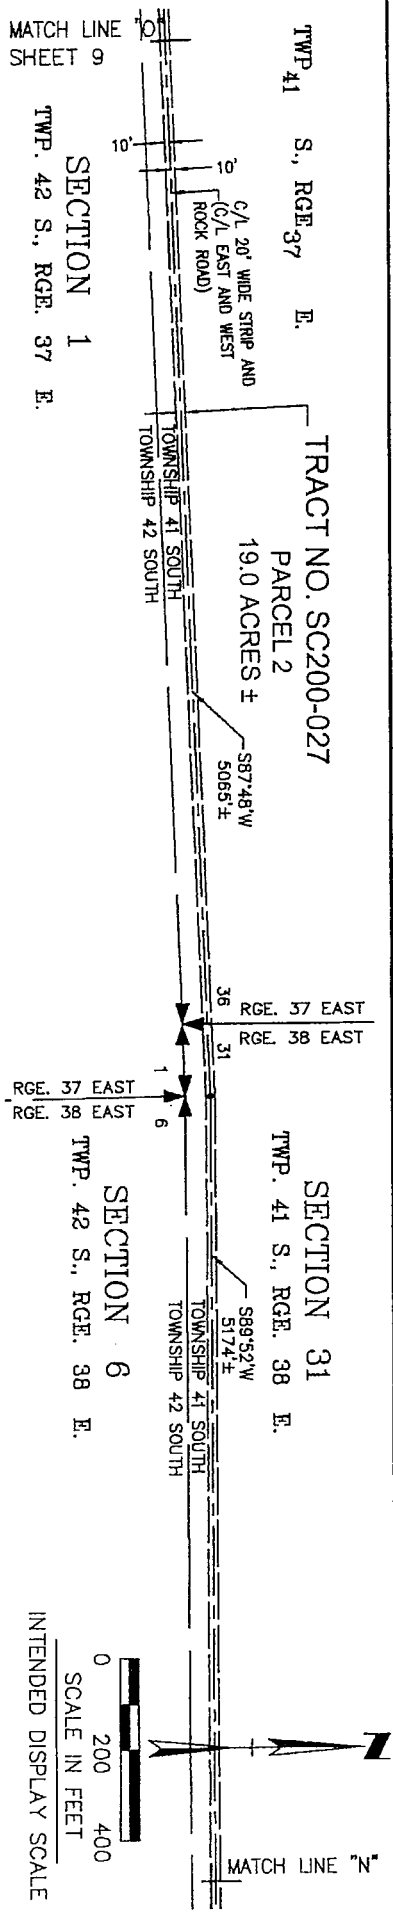 MATCH LINE "O"
SHEET 9
TWP 41 S., RGE 37 E.
10'
10'
C/L 20' WIDE STRIP AND
(C/L EAST AND WEST
ROCK ROAD)
SECTION 1
TWP. 42 S., RGE. 37 E.
TRACT NO. SC200-027
PARCEL 2
19.0 ACRES ±
TOWNSHIP 41 SOUTH
TOWNSHIP 42 SOUTH
S87°48'W
5065'±
36
31
RGE. 37 EAST
RGE. 38 EAST
1
6
RGE. 37 EAST
RGE. 38 EAST
SECTION 31
TWP. 41 S., RGE. 38 E.
SECTION 6
TWP. 42 S., RGE. 38 E.
S89°52'W
5174'±
TOWNSHIP 41 SOUTH
TOWNSHIP 42 SOUTH
0 200 400
SCALE IN FEET
INTENDED DISPLAY SCALE
N
MATCH LINE "N"